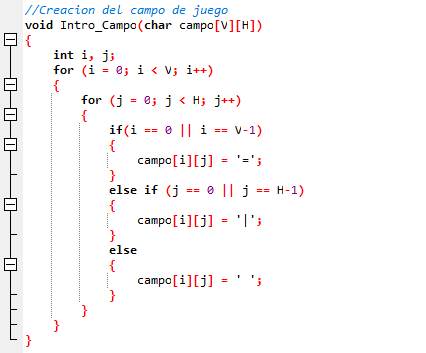 //Creacion del campo de juego
void Intro_Campo(char campo[V][H])
{
    int i, j;
    for (i = 0; i < V; i++)
    {
        for (j = 0; j < H; j++)
        {
            if(i == 0 || i == V-1)
            {
                campo[i][j] = '=';
            }
            else if (j == 0 || j == H-1)
            {
                campo[i][j] = '|';
            }
            else
            {
                campo[i][j] = ' ';
            }
        }
    }
}